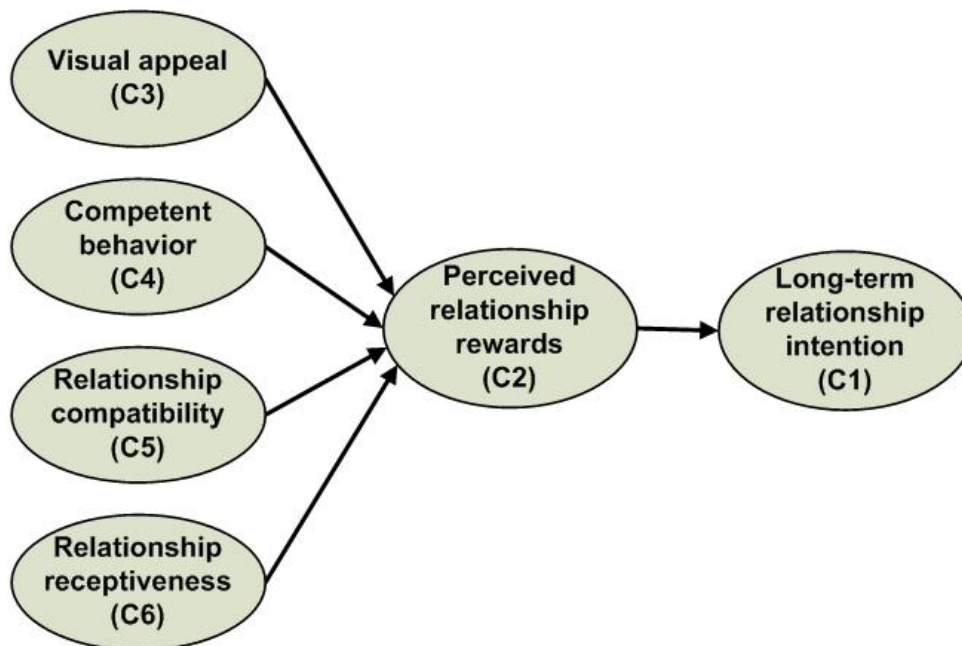 Visual appeal
(C3)
Competent
behavior
(C4)
Relationship
compatibility
(C5)
Relationship
receptiveness
(C6)
Perceived
relationship
rewards
(C2)
Long-term
relationship
intention
(C1)